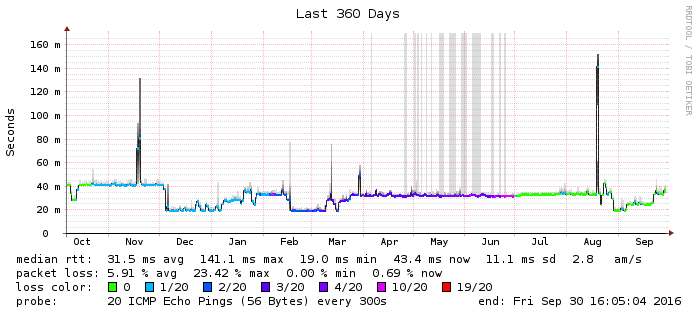 Last 360 Days
RRDTOOL / TOBI OETIKER
Seconds
160 m
140 m
120 m
100 m
80 m
60 m
40 m
20 m
0
Oct Nov Dec Jan Feb Mar Apr May Jun Jul Aug Sep
median rtt: 31.5 ms avg 141.1 ms max 19.0 ms min 43.4 ms now 11.1 ms sd 2.8 am/s
packet loss: 5.91 % avg 23.42 % max 0.00 % min 0.69 % now
loss color: 0 1/20 2/20 3/20 4/20 10/20 19/20
probe: 20 ICMP Echo Pings (56 Bytes) every 300s end: Fri Sep 30 16:05:04 2016